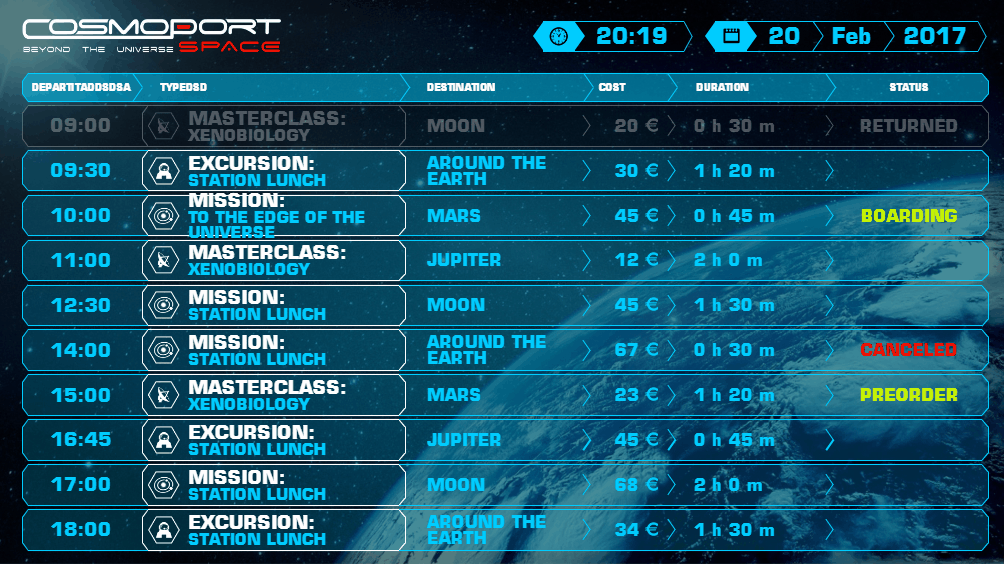 COSMOPORT
BEYOND THE UNIVERSE SPACE
20:19 20 Feb 2017
DEPARTITADDSDSA TYPEDSD DESTINATION COST DURATION STATUS
09:00 MASTERCLASS: XENOBIOLOGY MOON 20 € 0 h 30 m RETURNED
09:30 EXCURSION: STATION LUNCH AROUND THE EARTH 30 € 1 h 20 m
10:00 MISSION: TO THE EDGE OF THE UNIVERSE MARS 45 € 0 h 45 m BOARDING
11:00 MASTERCLASS: XENOBIOLOGY JUPITER 12 € 2 h 0 m
12:30 MISSION: STATION LUNCH MOON 45 € 1 h 30 m
14:00 MISSION: STATION LUNCH AROUND THE EARTH 67 € 0 h 30 m CANCELED
15:00 MASTERCLASS: XENOBIOLOGY MARS 23 € 1 h 20 m PREORDER
16:45 EXCURSION: STATION LUNCH JUPITER 45 € 0 h 45 m
17:00 MISSION: STATION LUNCH MOON 68 € 2 h 0 m
18:00 EXCURSION: STATION LUNCH AROUND THE EARTH 34 € 1 h 30 m